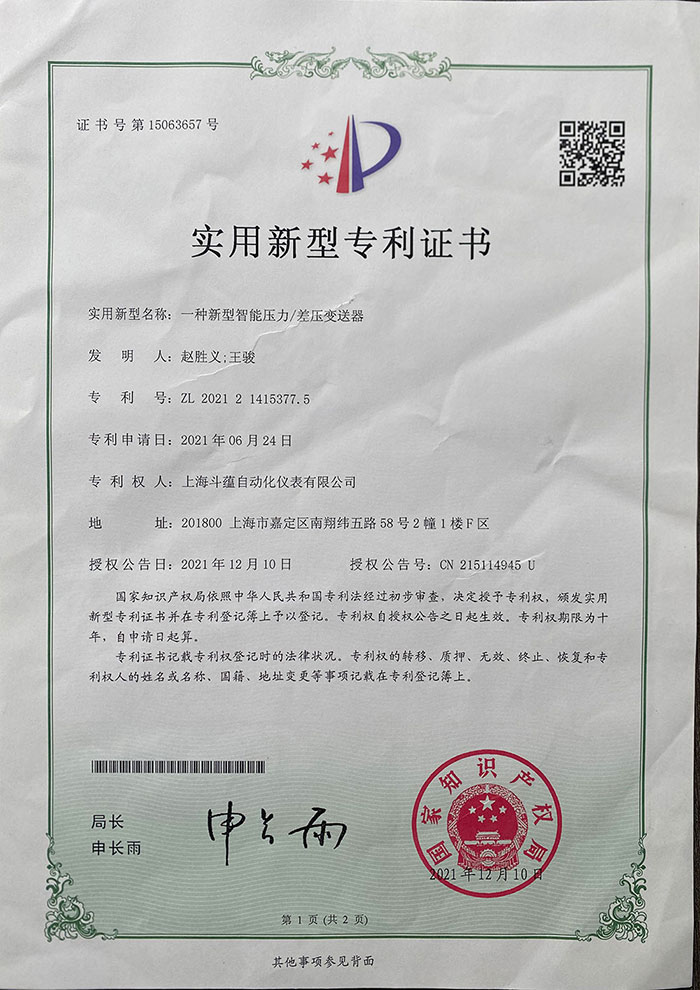 证书号第15063657号
实用新型专利证书
实用新型名称：一种新型智能压力/差压变送器
发明人：赵胜义;王骏
专利号：ZL 2021 2 1415377.5
专利申请日：2021年06月24日
专利权人：上海斗蕴自动化仪表有限公司
地址：201800 上海市嘉定区南翔纬五路58号2幢1楼F区
授权公告日：2021年12月10日 授权公告号：CN 215114945 U
国家知识产权局依照中华人民共和国专利法经过初步审查，决定授予专利权，颁发实用
新型专利证书并在专利登记簿上予以登记。专利权自授权公告之日起生效。专利权期限为十
年，自申请日起算。
专利证书记载专利权登记时的法律状况。专利权的转移、质押、无效、终止、恢复和专
利权人的姓名或名称、国籍、地址变更等事项记载在专利登记簿上。
局长
申长雨
申长雨
国家知识产权局
2021年12月10日
第1页(共2页)
其他事项参见背面